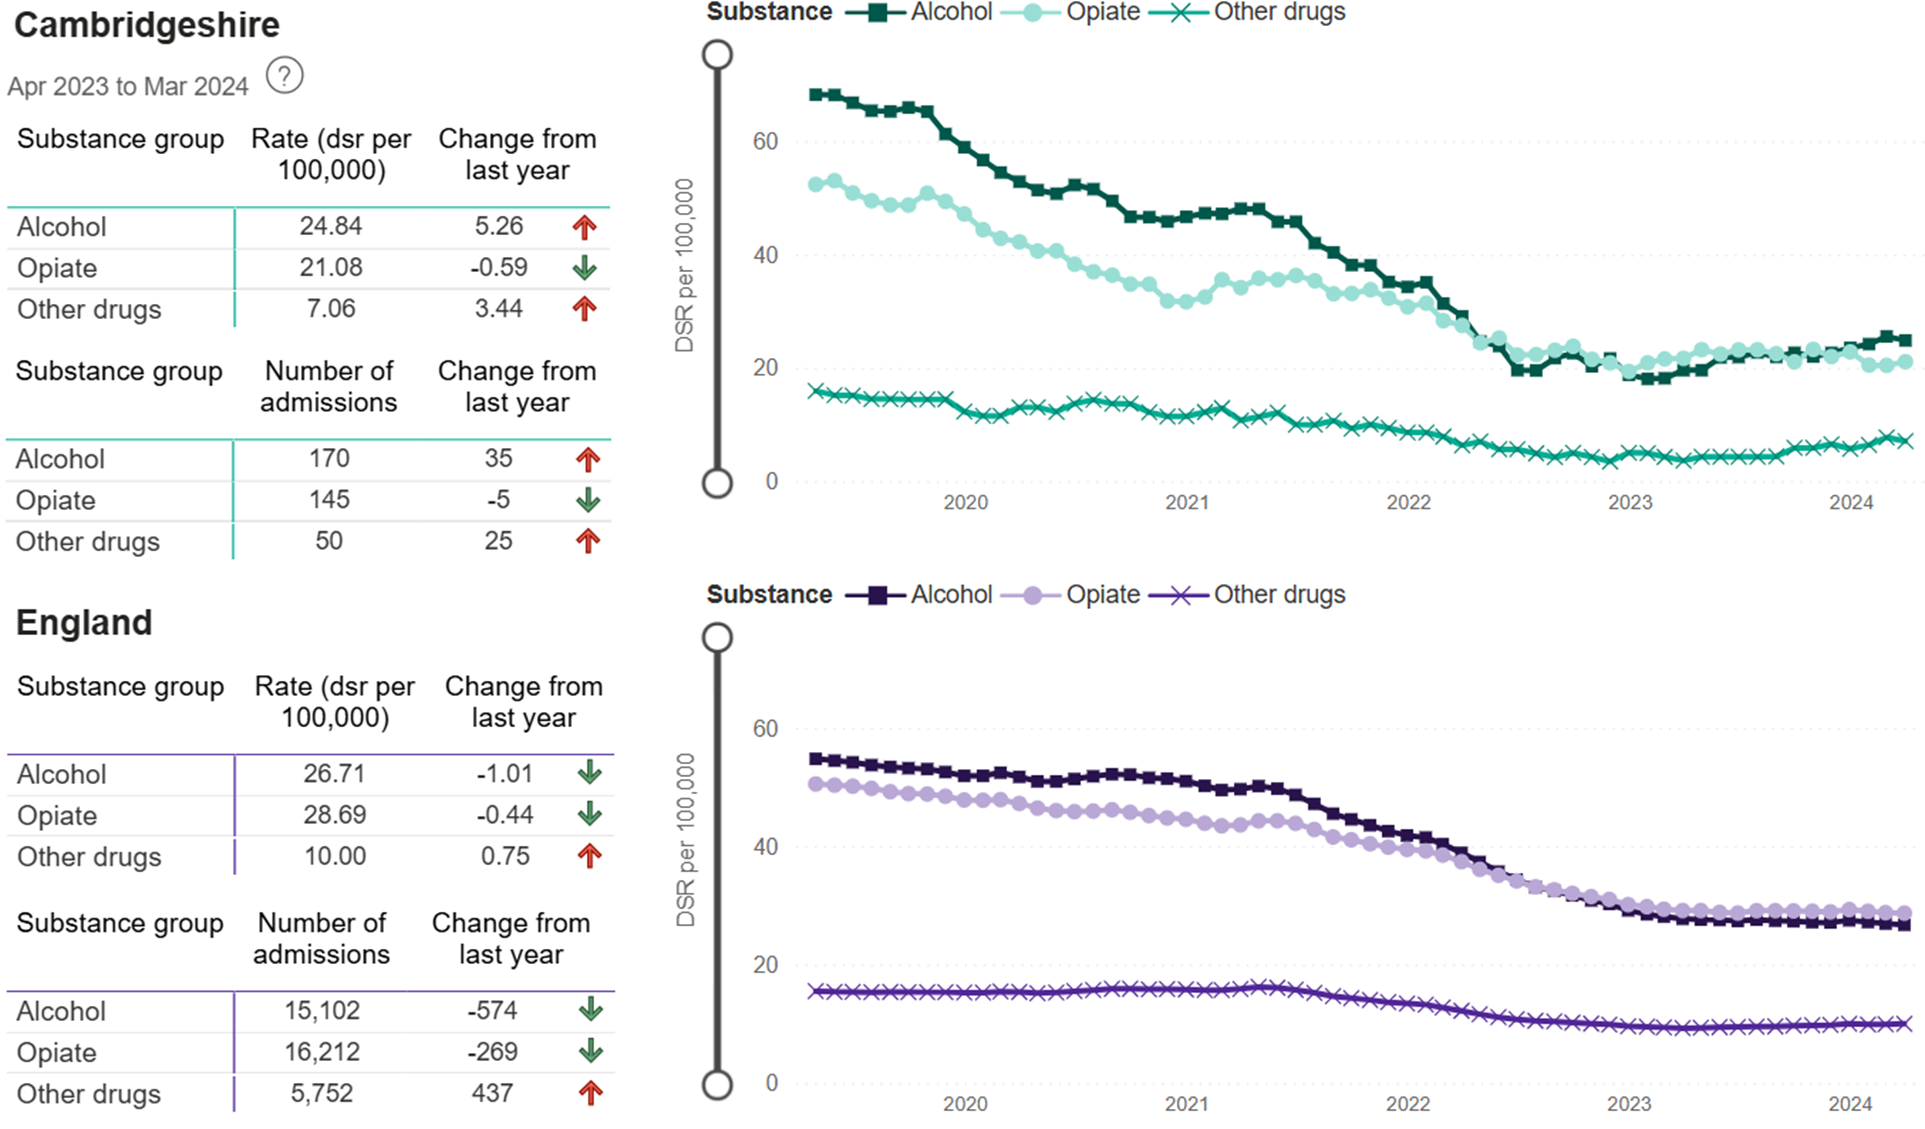 Cambridgeshire
Apr 2023 to Mar 2024 ?
Substance group Rate (dsr per 100,000) Change from last year
Alcohol 24.84 5.26
Opiate 21.08 -0.59
Other drugs 7.06 3.44
Substance group Number of admissions Change from last year
Alcohol 170 35
Opiate 145 -5
Other drugs 50 25
Substance Alcohol Opiate Other drugs
DSR per 100,000
60
40
20
0
2020 2021 2022 2023 2024
England
Substance group Rate (dsr per 100,000) Change from last year
Alcohol 26.71 -1.01
Opiate 28.69 -0.44
Other drugs 10.00 0.75
Substance group Number of admissions Change from last year
Alcohol 15,102 -574
Opiate 16,212 -269
Other drugs 5,752 437
Substance Alcohol Opiate Other drugs
DSR per 100,000
60
40
20
0
2020 2021 2022 2023 2024